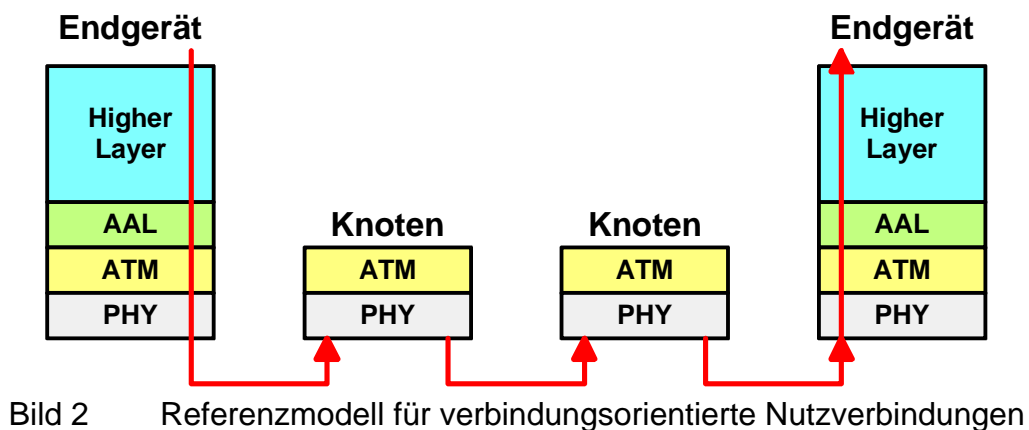 Endgerät
Endgerät
Higher
Layer
Higher
Layer
AAL
Knoten
Knoten
AAL
ATM
ATM
ATM
ATM
PHY
PHY
PHY
PHY
Bild 2 Referenzmodell für verbindungsorientierte Nutzverbindungen